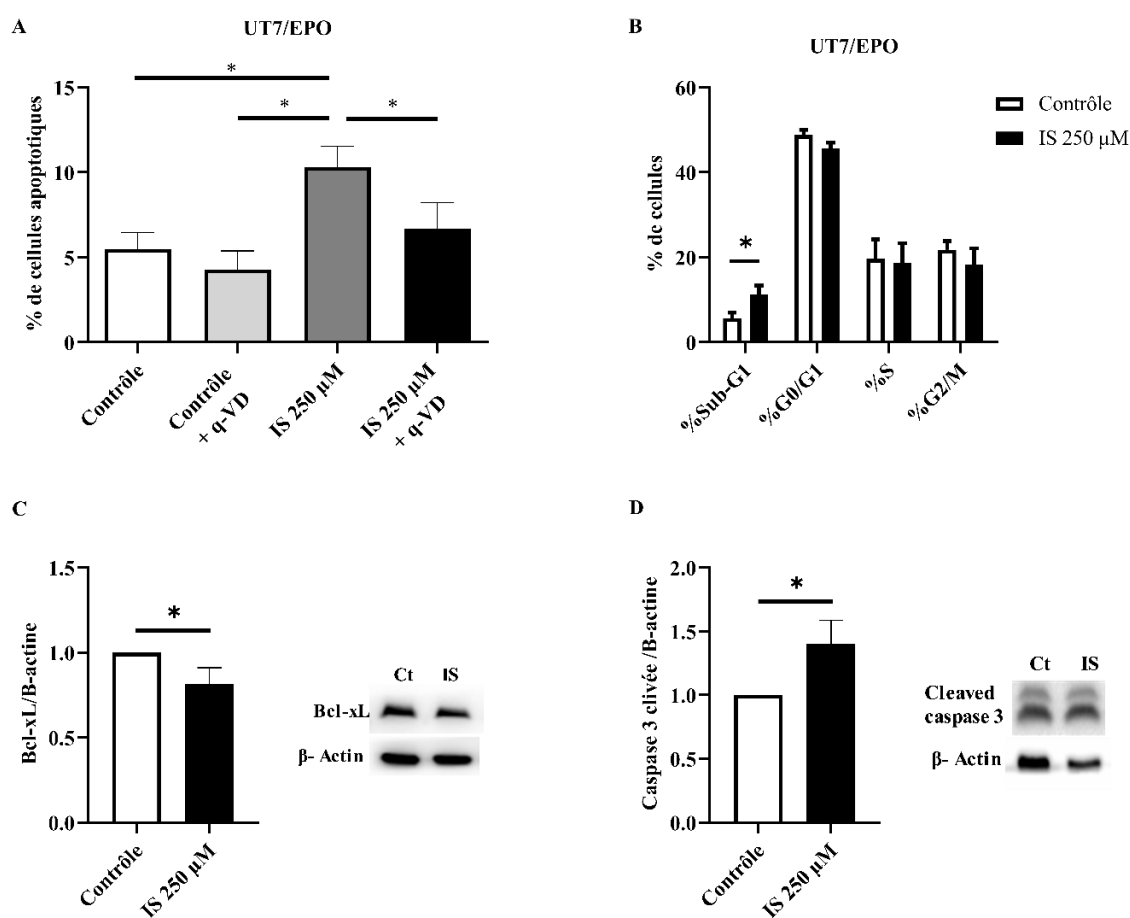 A
UT7/EPO
% de cellules apoptotiques
15
10
5
0
*
*
*
Contrôle
Contrôle
+ q-VD
IS 250 µM
IS 250 µM
+ q-VD
B
UT7/EPO
% de cellules
60
40
20
0
*
Contrôle
IS 250 µM
%Sub-G1
%G0/G1
%S
%G2/M
C
Bcl-xL/B-actine
1.5
1.0
0.5
0.0
*
Contrôle
IS 250 µM
Ct IS
Bcl-xL
β- Actin
D
Caspase 3 clivée /B-actine
2.0
1.5
1.0
0.5
0.0
*
Contrôle
IS 250 µM
Ct IS
Cleaved
caspase 3
β- Actin